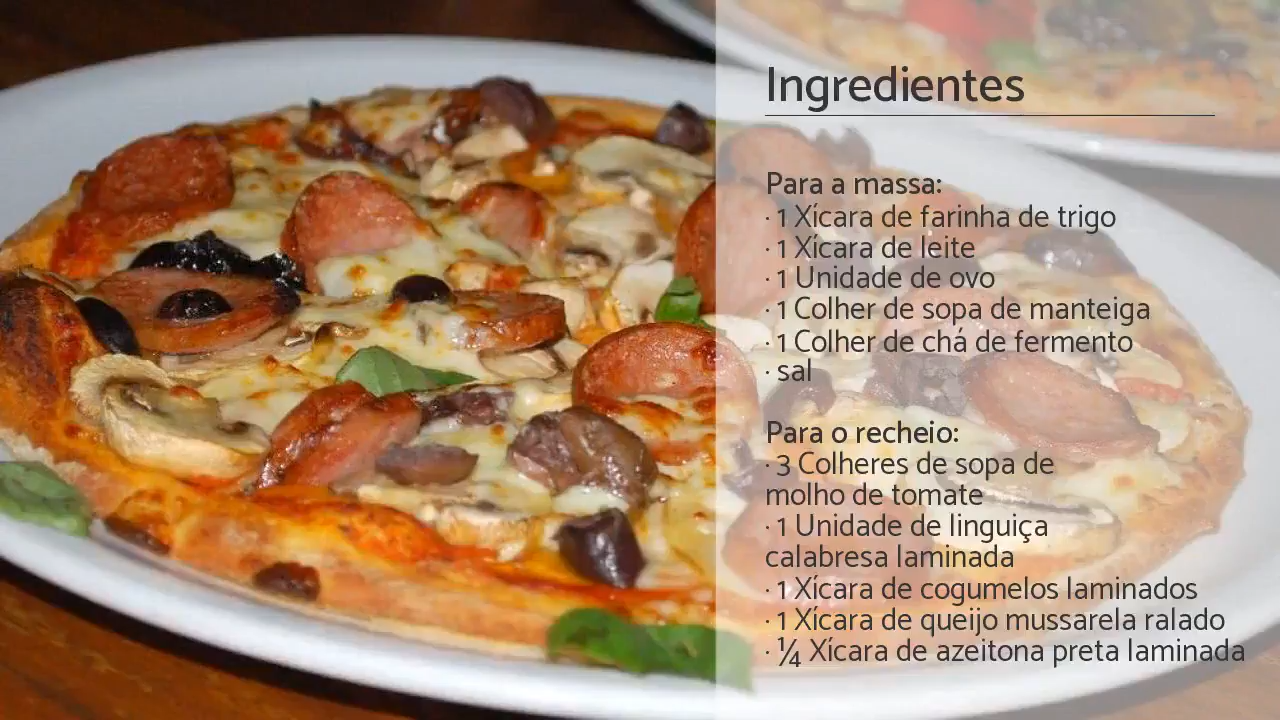 Ingredientes
Para a massa:
· 1 Xícara de farinha de trigo
· 1 Xícara de leite
· 1 Unidade de ovo
· 1 Colher de sopa de manteiga
· 1 Colher de chá de fermento
· sal
Para o recheio:
· 3 Colheres de sopa de
molho de tomate
· 1 Unidade de linguiça
calabresa laminada
· 1 Xícara de cogumelos laminados
· 1 Xícara de queijo mussarela ralado
· ¼ Xícara de azeitona preta laminada